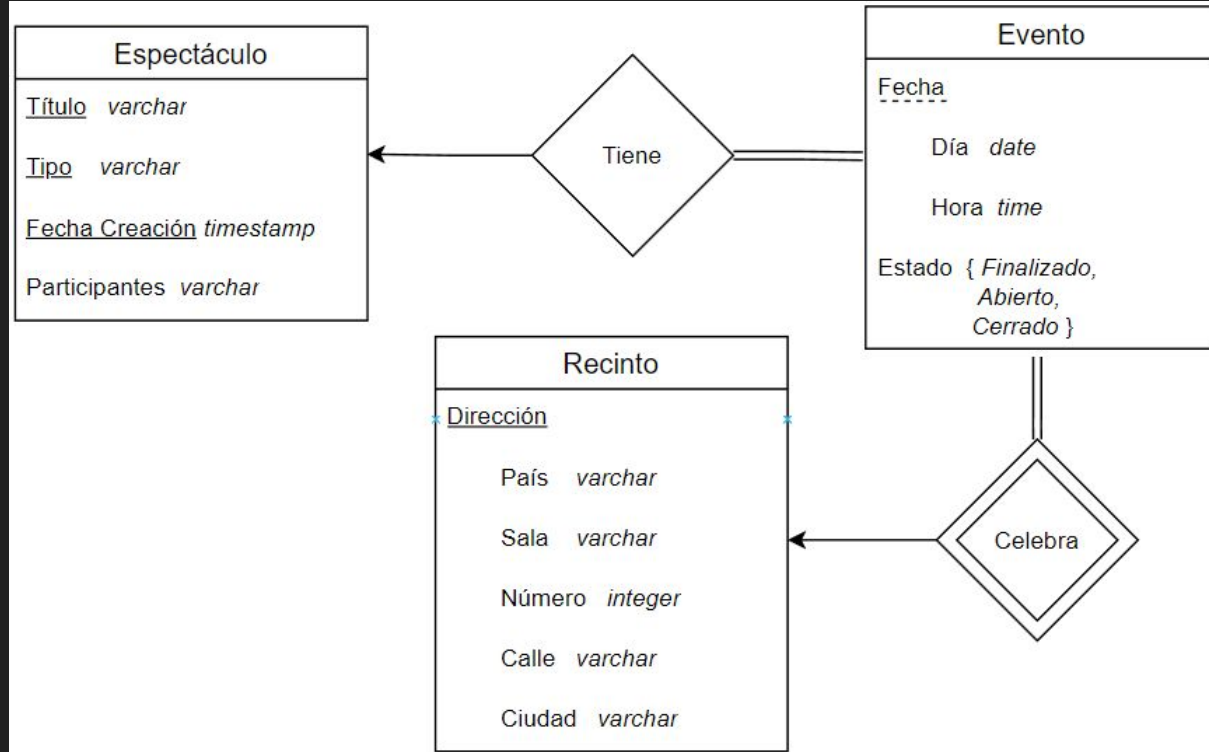 Espectáculo
Título varchar
Tipo varchar
Fecha Creación timestamp
Participantes varchar
Tiene
Evento
Fecha
Día date
Hora time
Estado { Finalizado,
Abierto,
Cerrado }
Recinto
Dirección
País varchar
Sala varchar
Número integer
Calle varchar
Ciudad varchar
Celebra